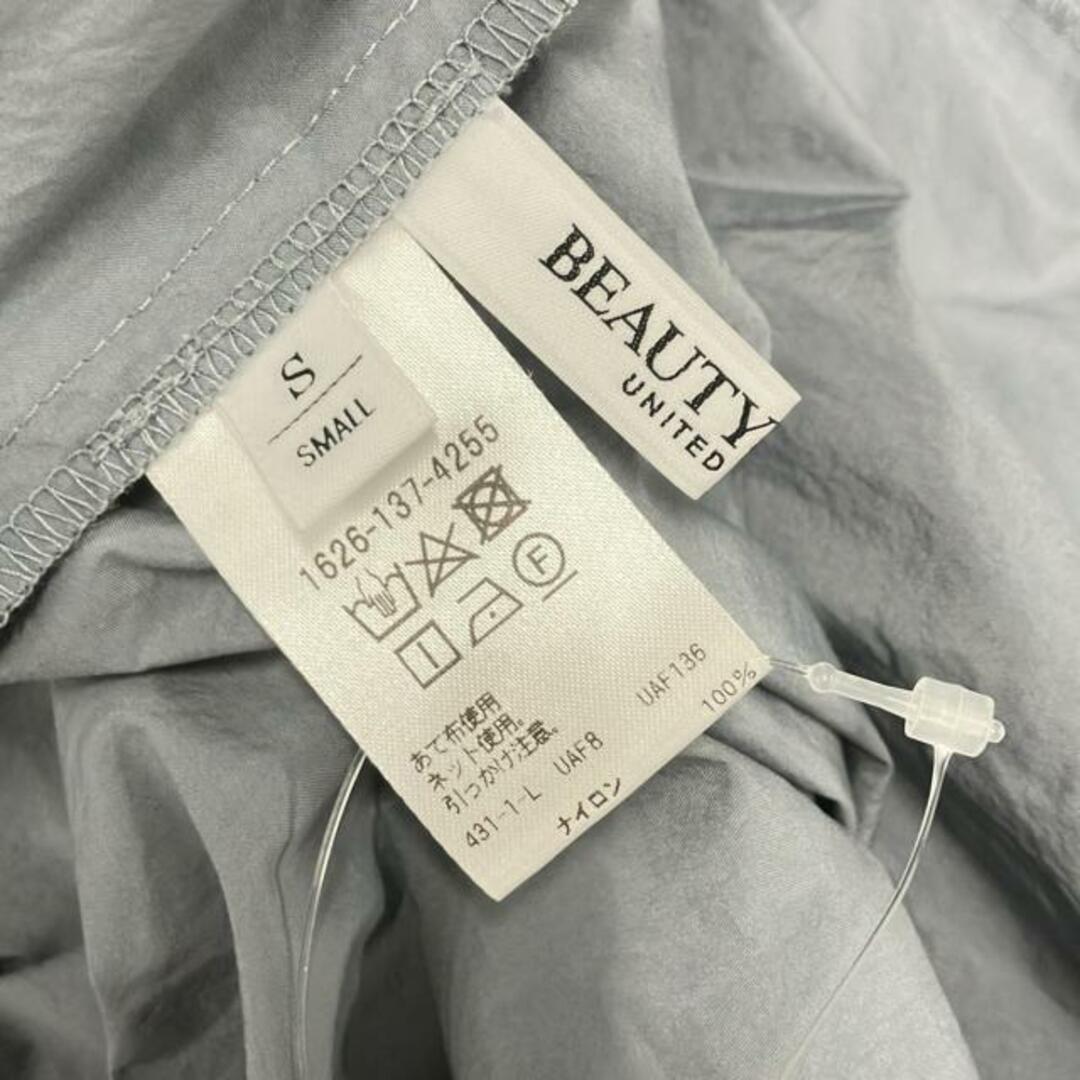 BEAUTY
UNITED
S
SMALL
1626-137-4255
F
あて布使用
ネット使用。
引っかけ注意。
431-1-L UAF8 UAF136
ナイロン 100%